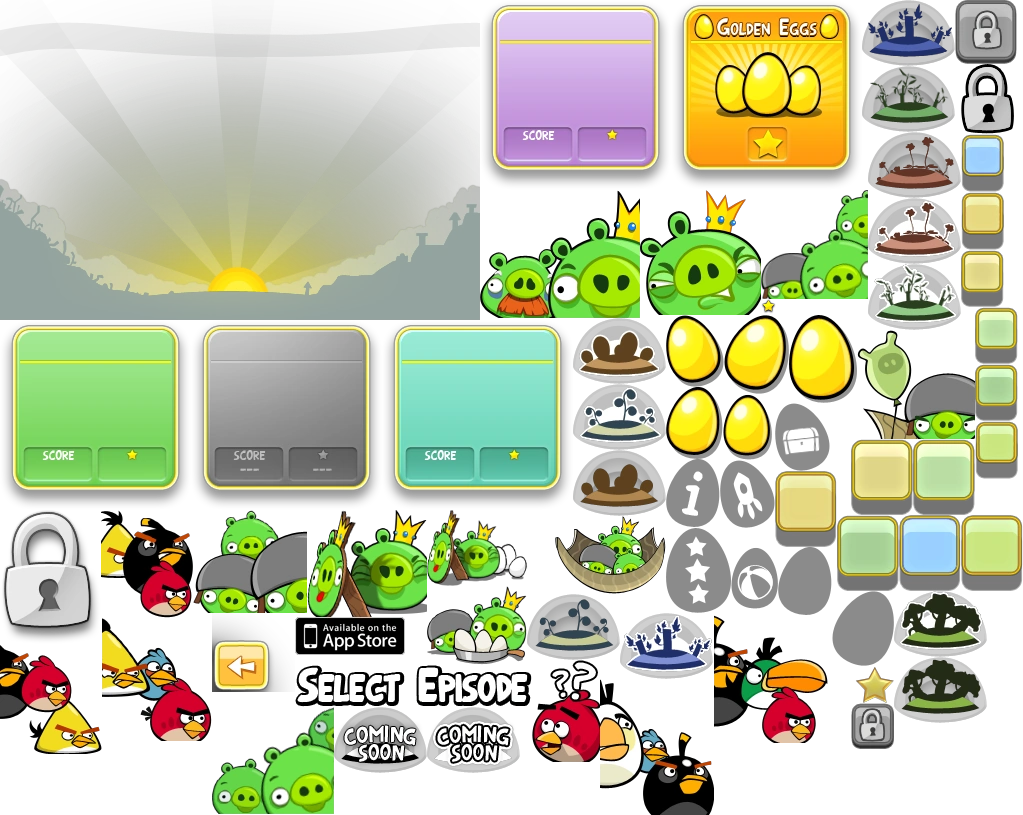 GOLDEN EGGS
SCORE
SCORE
SCORE
---
---
SCORE
Available on the
App Store
SELECT EPISODE
??
COMING
SOON
COMING
SOON